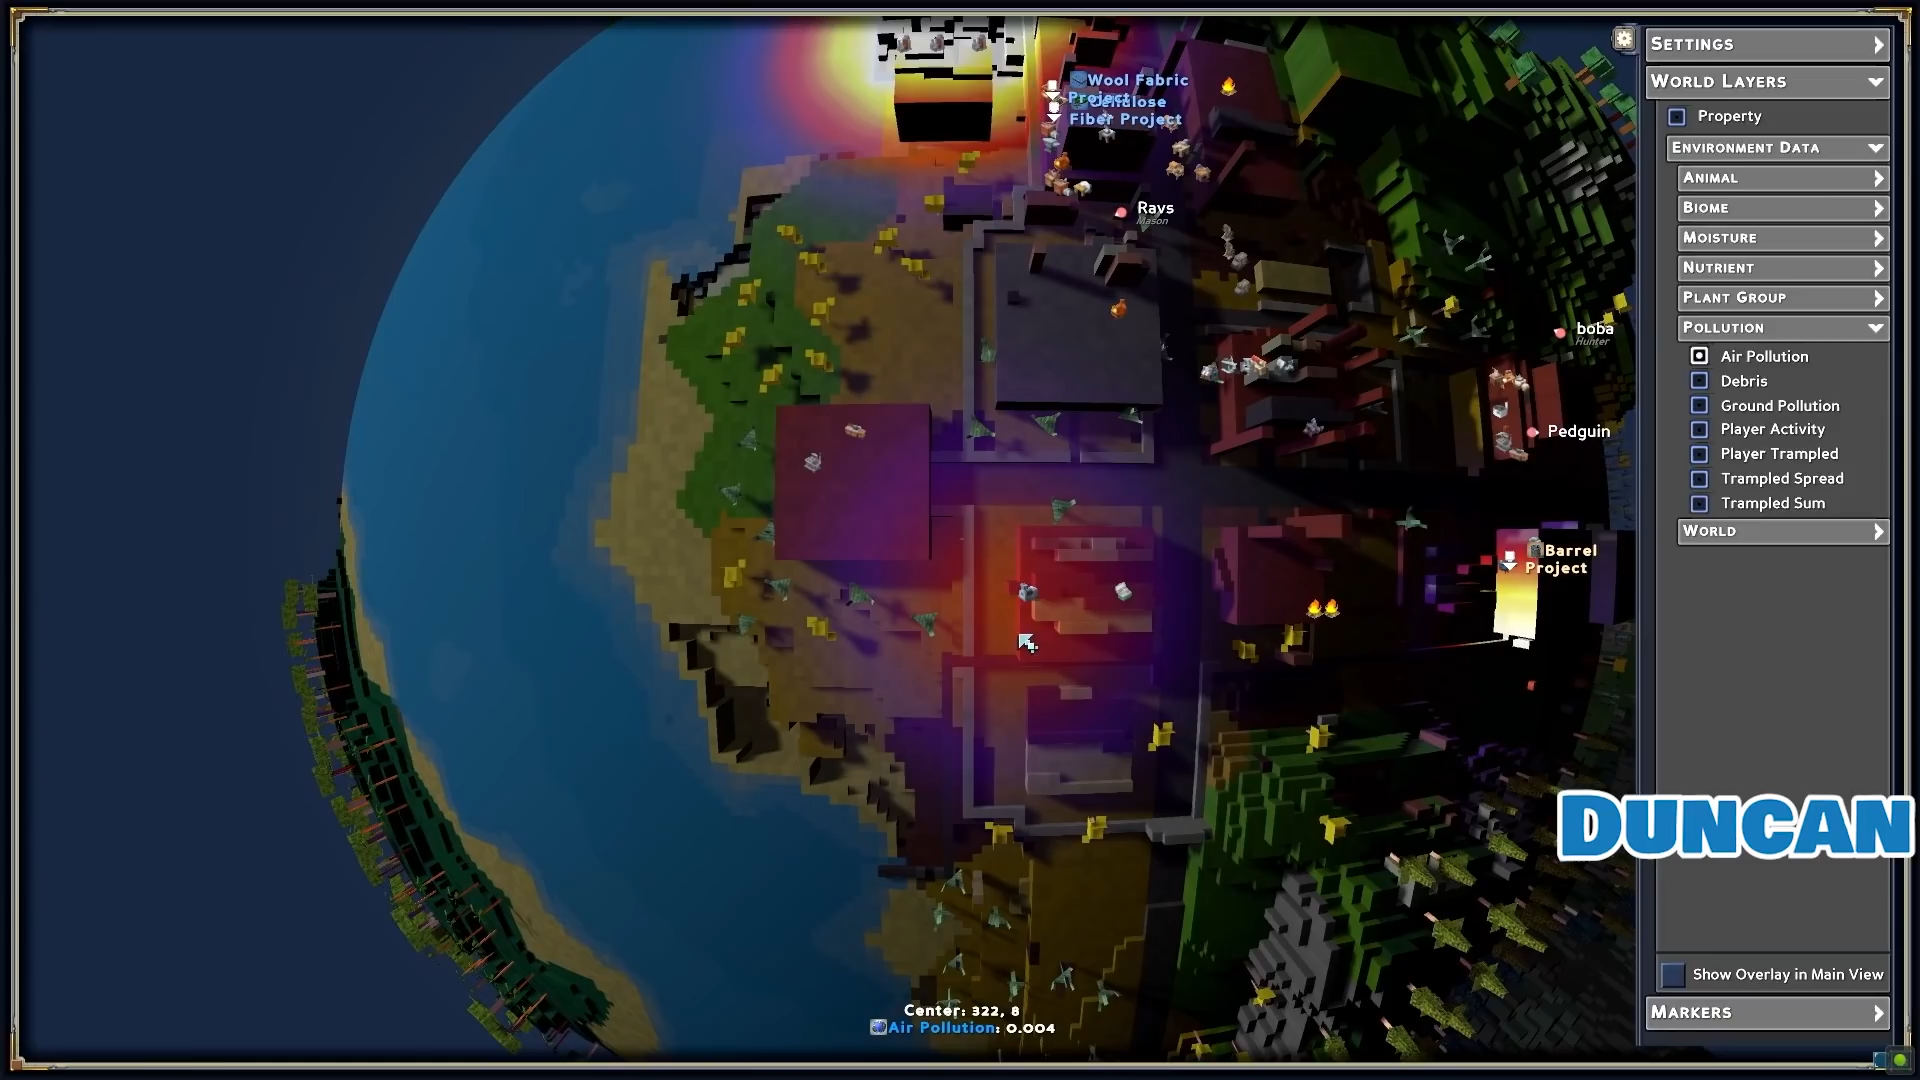 SETTINGS
WORLD LAYERS
Property
ENVIRONMENT DATA
ANIMAL
BIOME
MOISTURE
NUTRIENT
PLANT GROUP
POLLUTION
Air Pollution
Debris
Ground Pollution
Player Activity
Player Trampled
Trampled Spread
Trampled Sum
WORLD
Show Overlay in Main View
MARKERS
Wool Fabric
Project
Cellulose
Fiber Project
Ravs
Mason
boba
Hunter
Pedguin
Barrel
Project
DUNCAN
Center: 322, 8
Air Pollution: 0.004